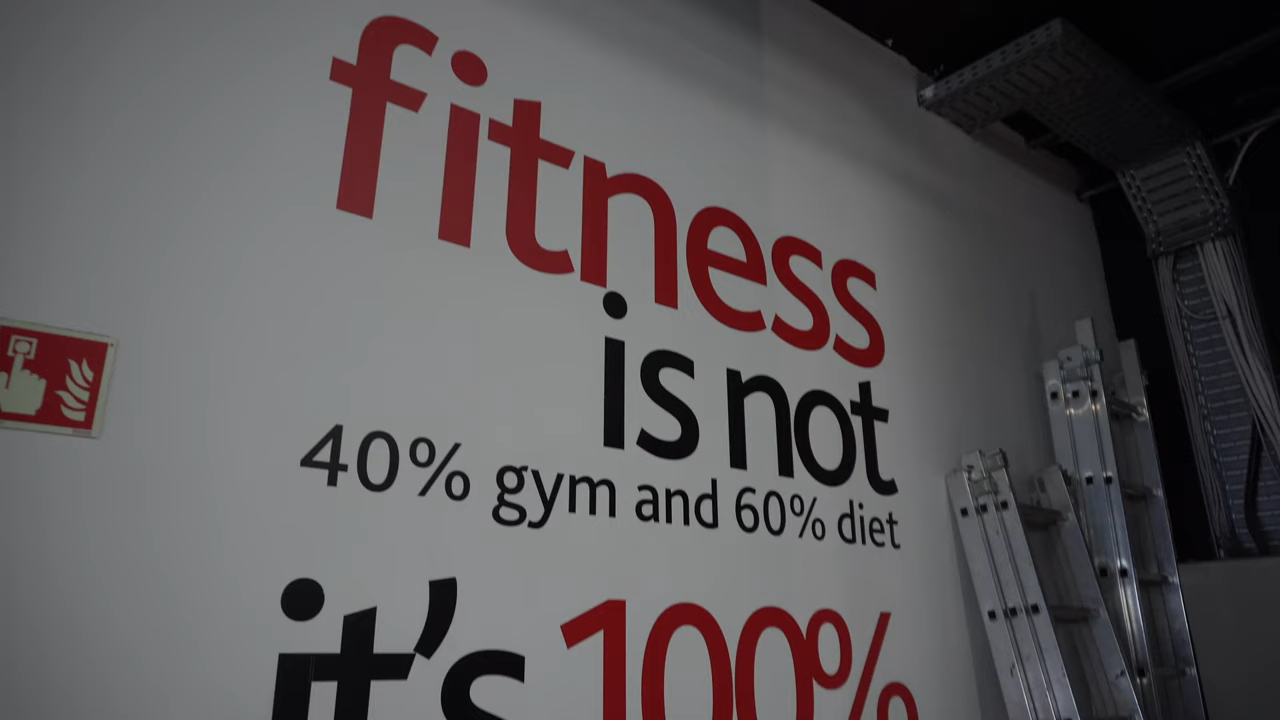 fitness
is not
40% gym and 60% diet
it's 100%